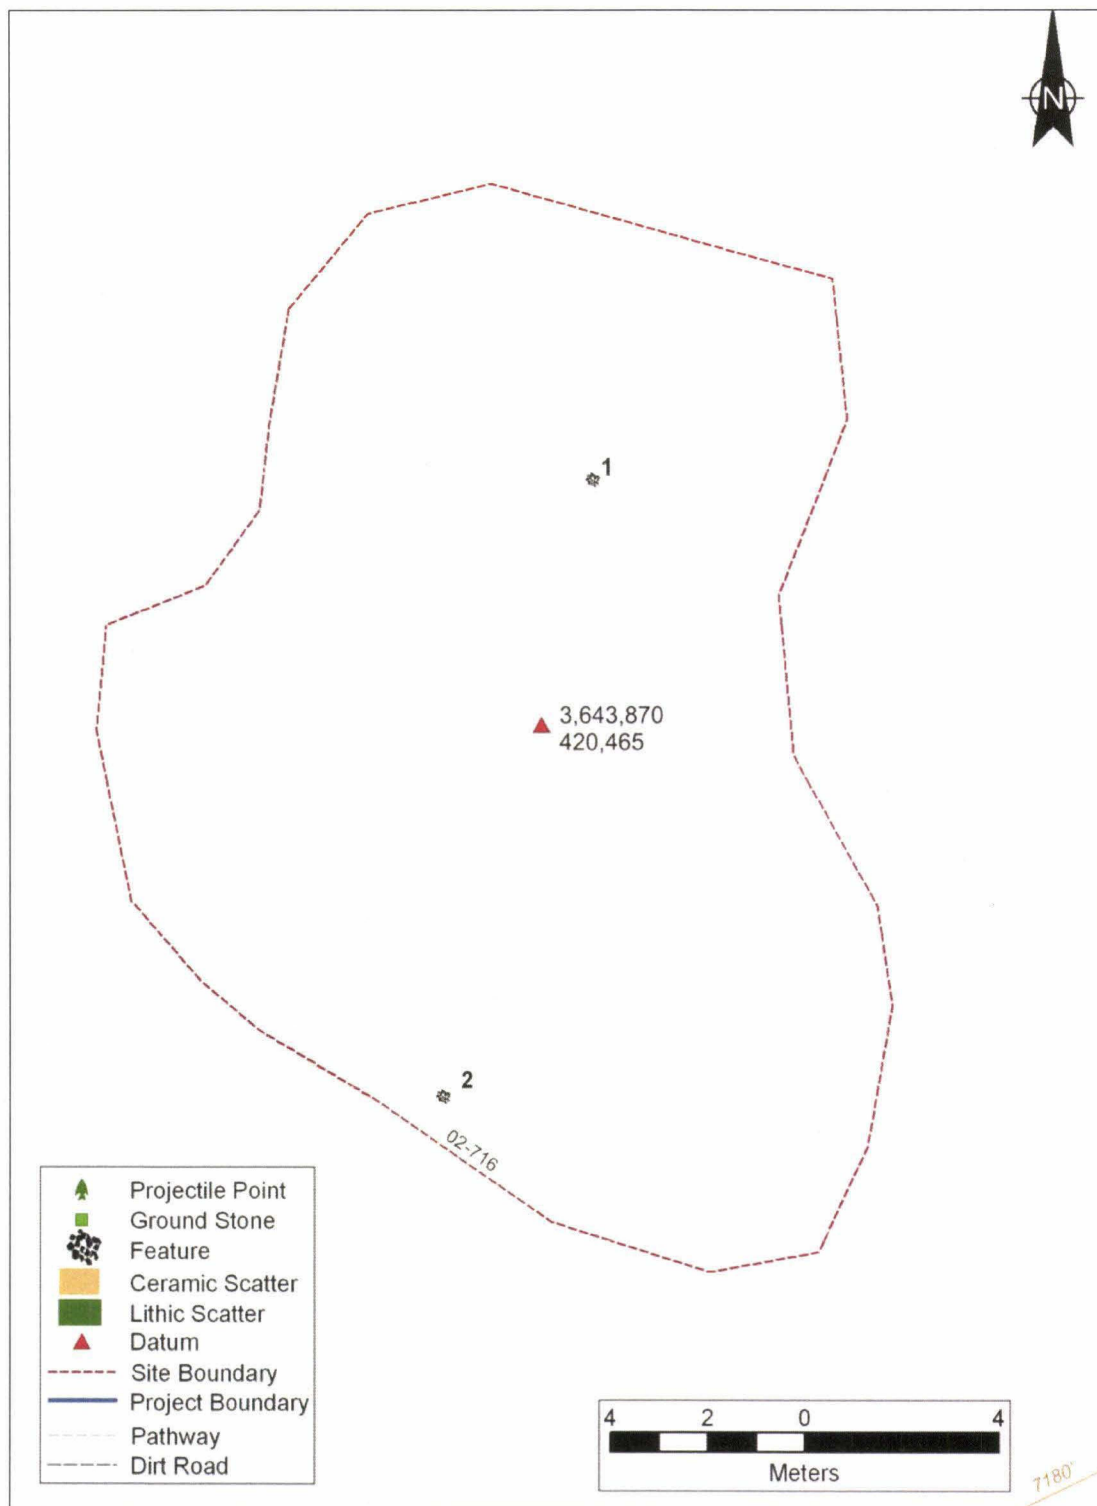 N
1
3,643,870
420,465
2
02-716
Projectile Point
Ground Stone
Feature
Ceramic Scatter
Lithic Scatter
Datum
Site Boundary
Project Boundary
Pathway
Dirt Road
4 2 0 4
Meters
7180'